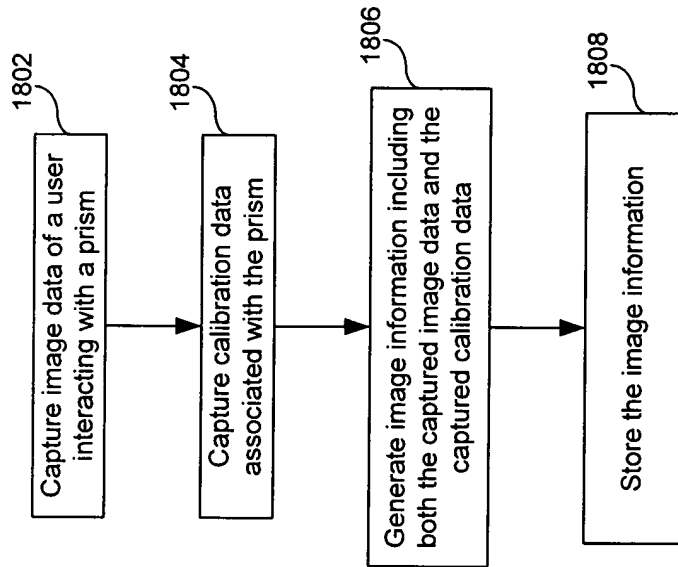 1802
Capture image data of a user
interacting with a prism
1804
Capture calibration data
associated with the prism
1806
Generate image information including
both the captured image data and the
captured calibration data
1808
Store the image information